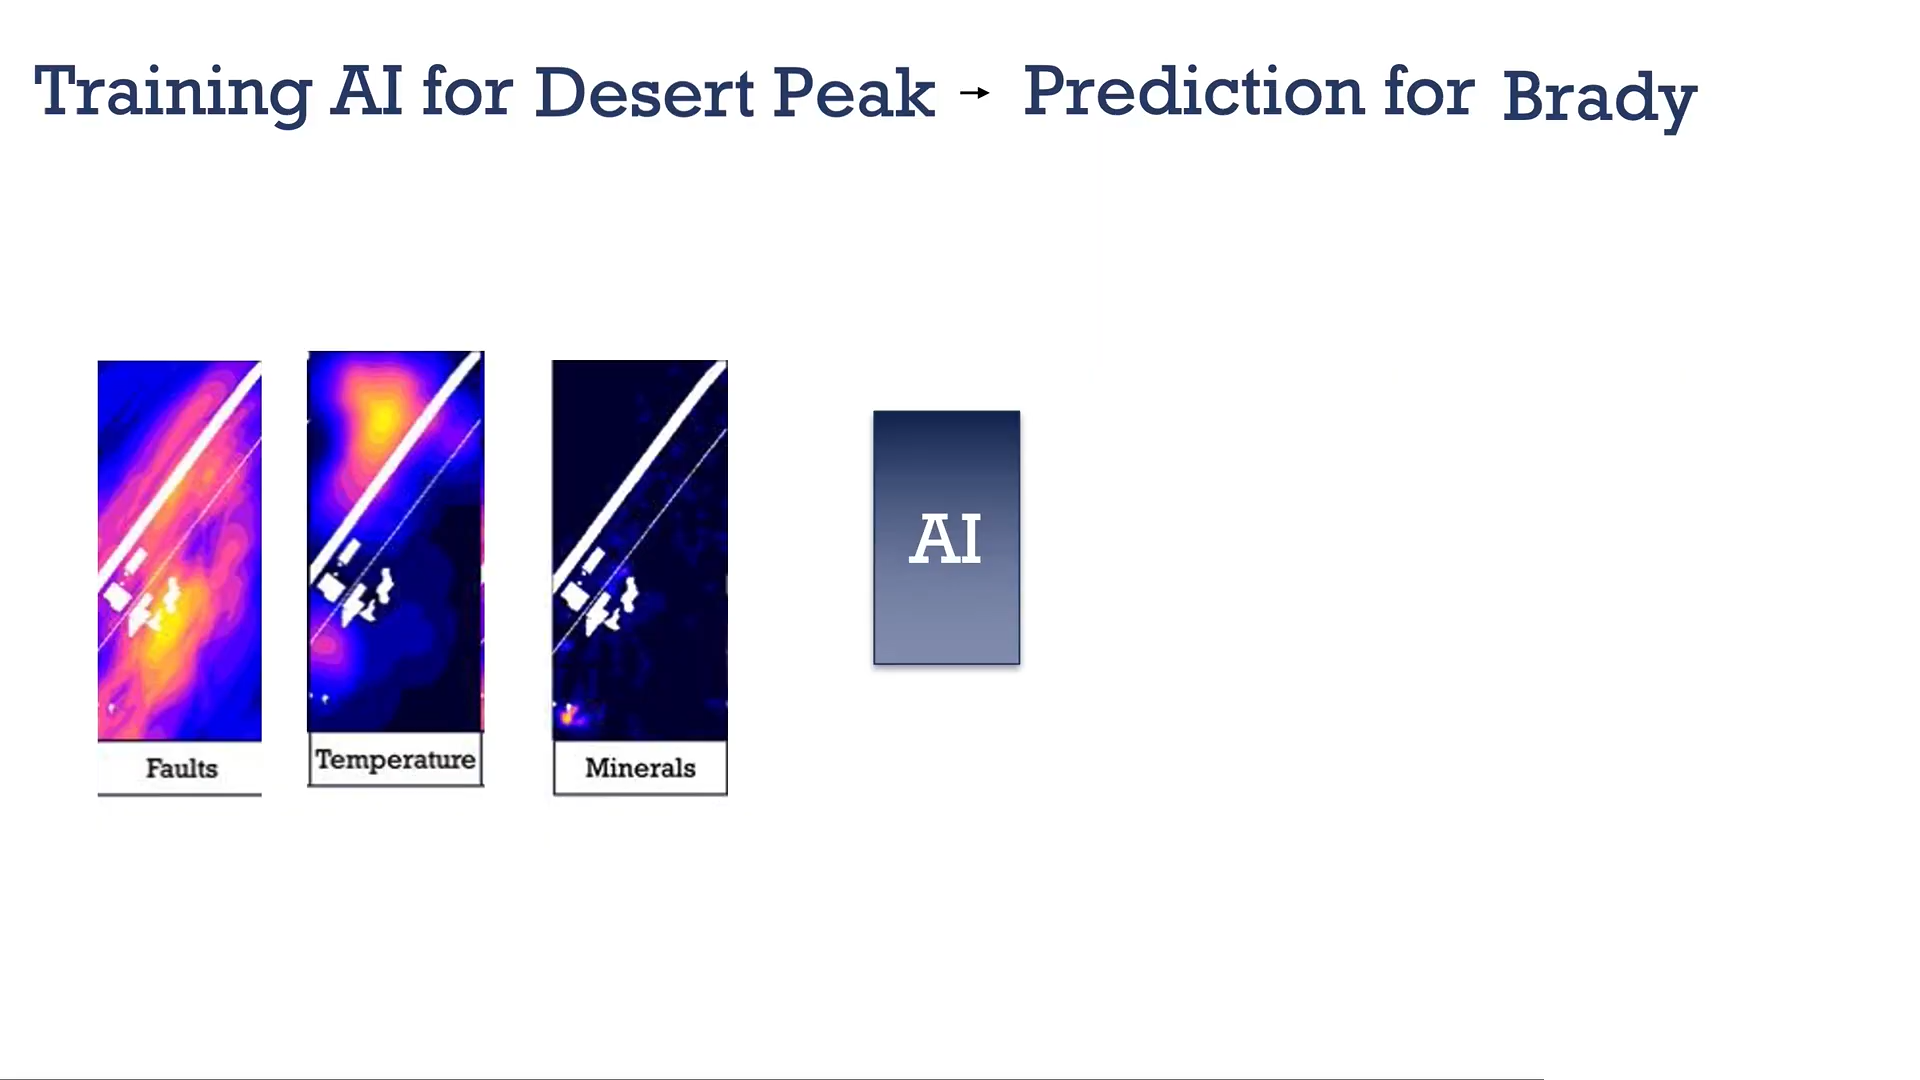 Training AI for Desert Peak → Prediction for Brady
AI
Temperature
Faults
Minerals